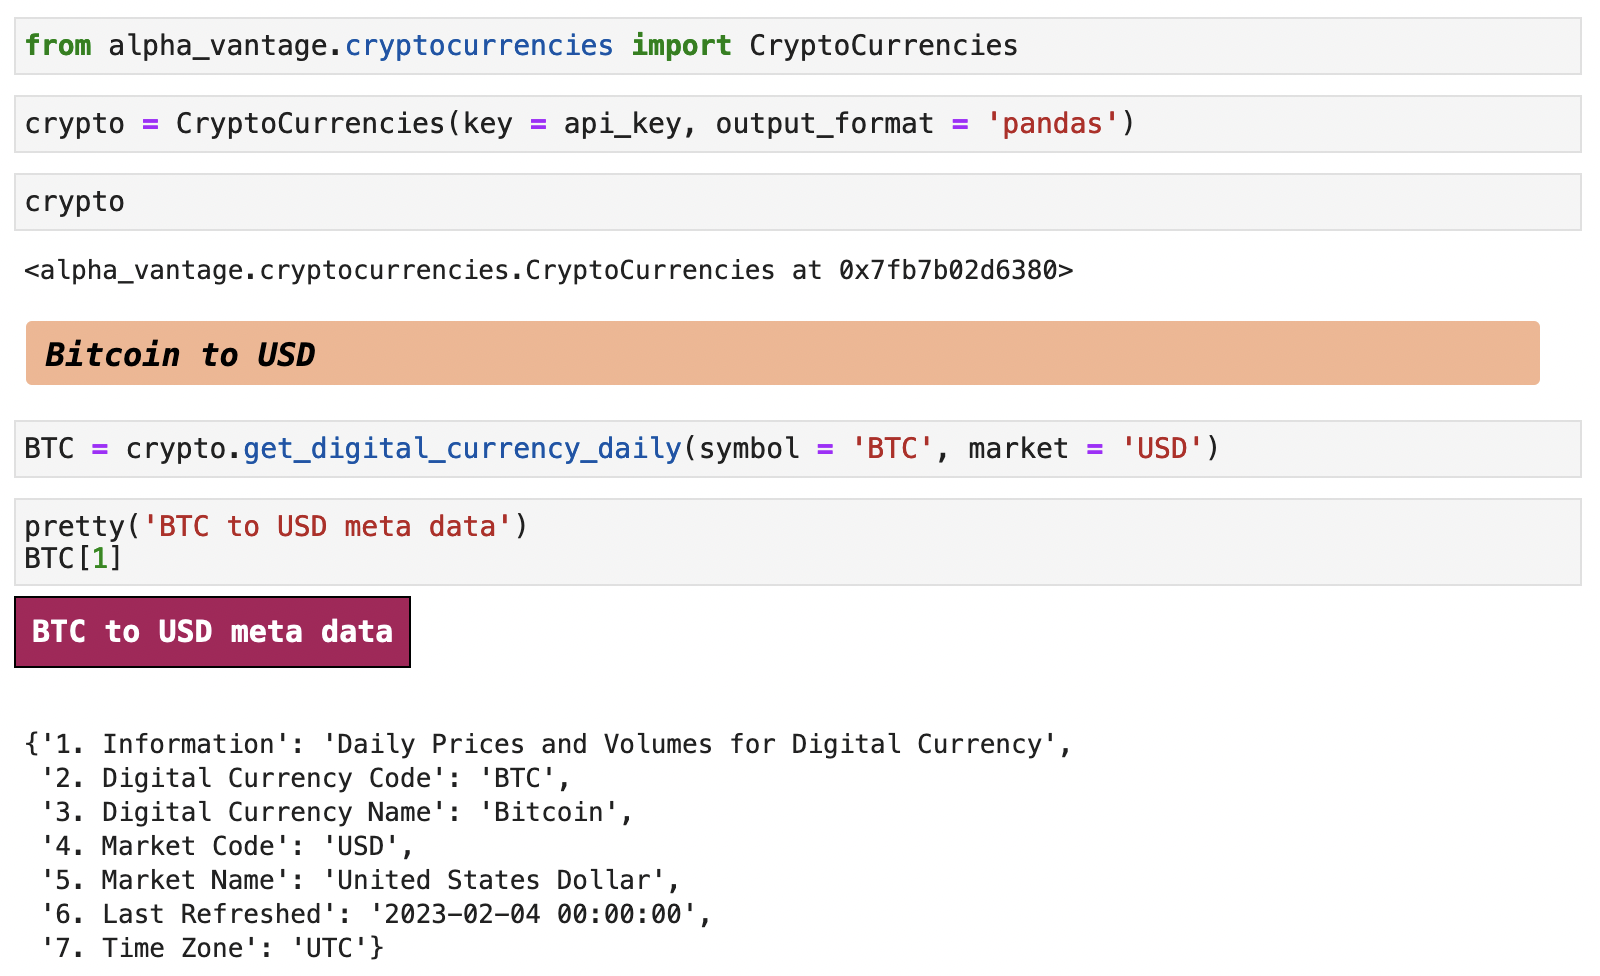 from alpha_vantage.cryptocurrencies import CryptoCurrencies
crypto = CryptoCurrencies(key = api_key, output_format = 'pandas')
crypto
<alpha_vantage.cryptocurrencies.CryptoCurrencies at 0x7fb7b02d6380>
Bitcoin to USD
BTC = crypto.get_digital_currency_daily(symbol = 'BTC', market = 'USD')
pretty('BTC to USD meta data')
BTC[1]
BTC to USD meta data
{'1. Information': 'Daily Prices and Volumes for Digital Currency',
 '2. Digital Currency Code': 'BTC',
 '3. Digital Currency Name': 'Bitcoin',
 '4. Market Code': 'USD',
 '5. Market Name': 'United States Dollar',
 '6. Last Refreshed': '2023-02-04 00:00:00',
 '7. Time Zone': 'UTC'}